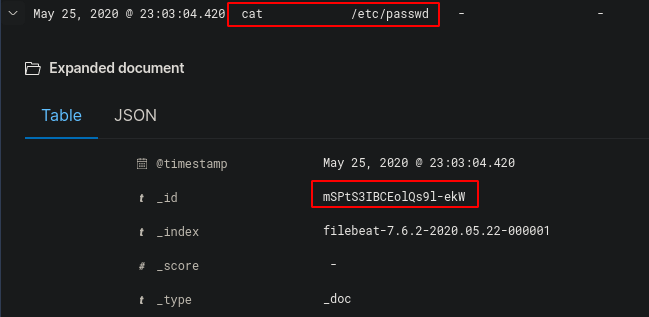 May 25, 2020 @ 23:03:04.420 cat /etc/passwd - -
Expanded document
Table JSON
@timestamp May 25, 2020 @ 23:03:04.420
t _id mSPtS3IBCEolQs9l-ekW
t _index filebeat-7.6.2-2020.05.22-000001
# _score -
t _type _doc